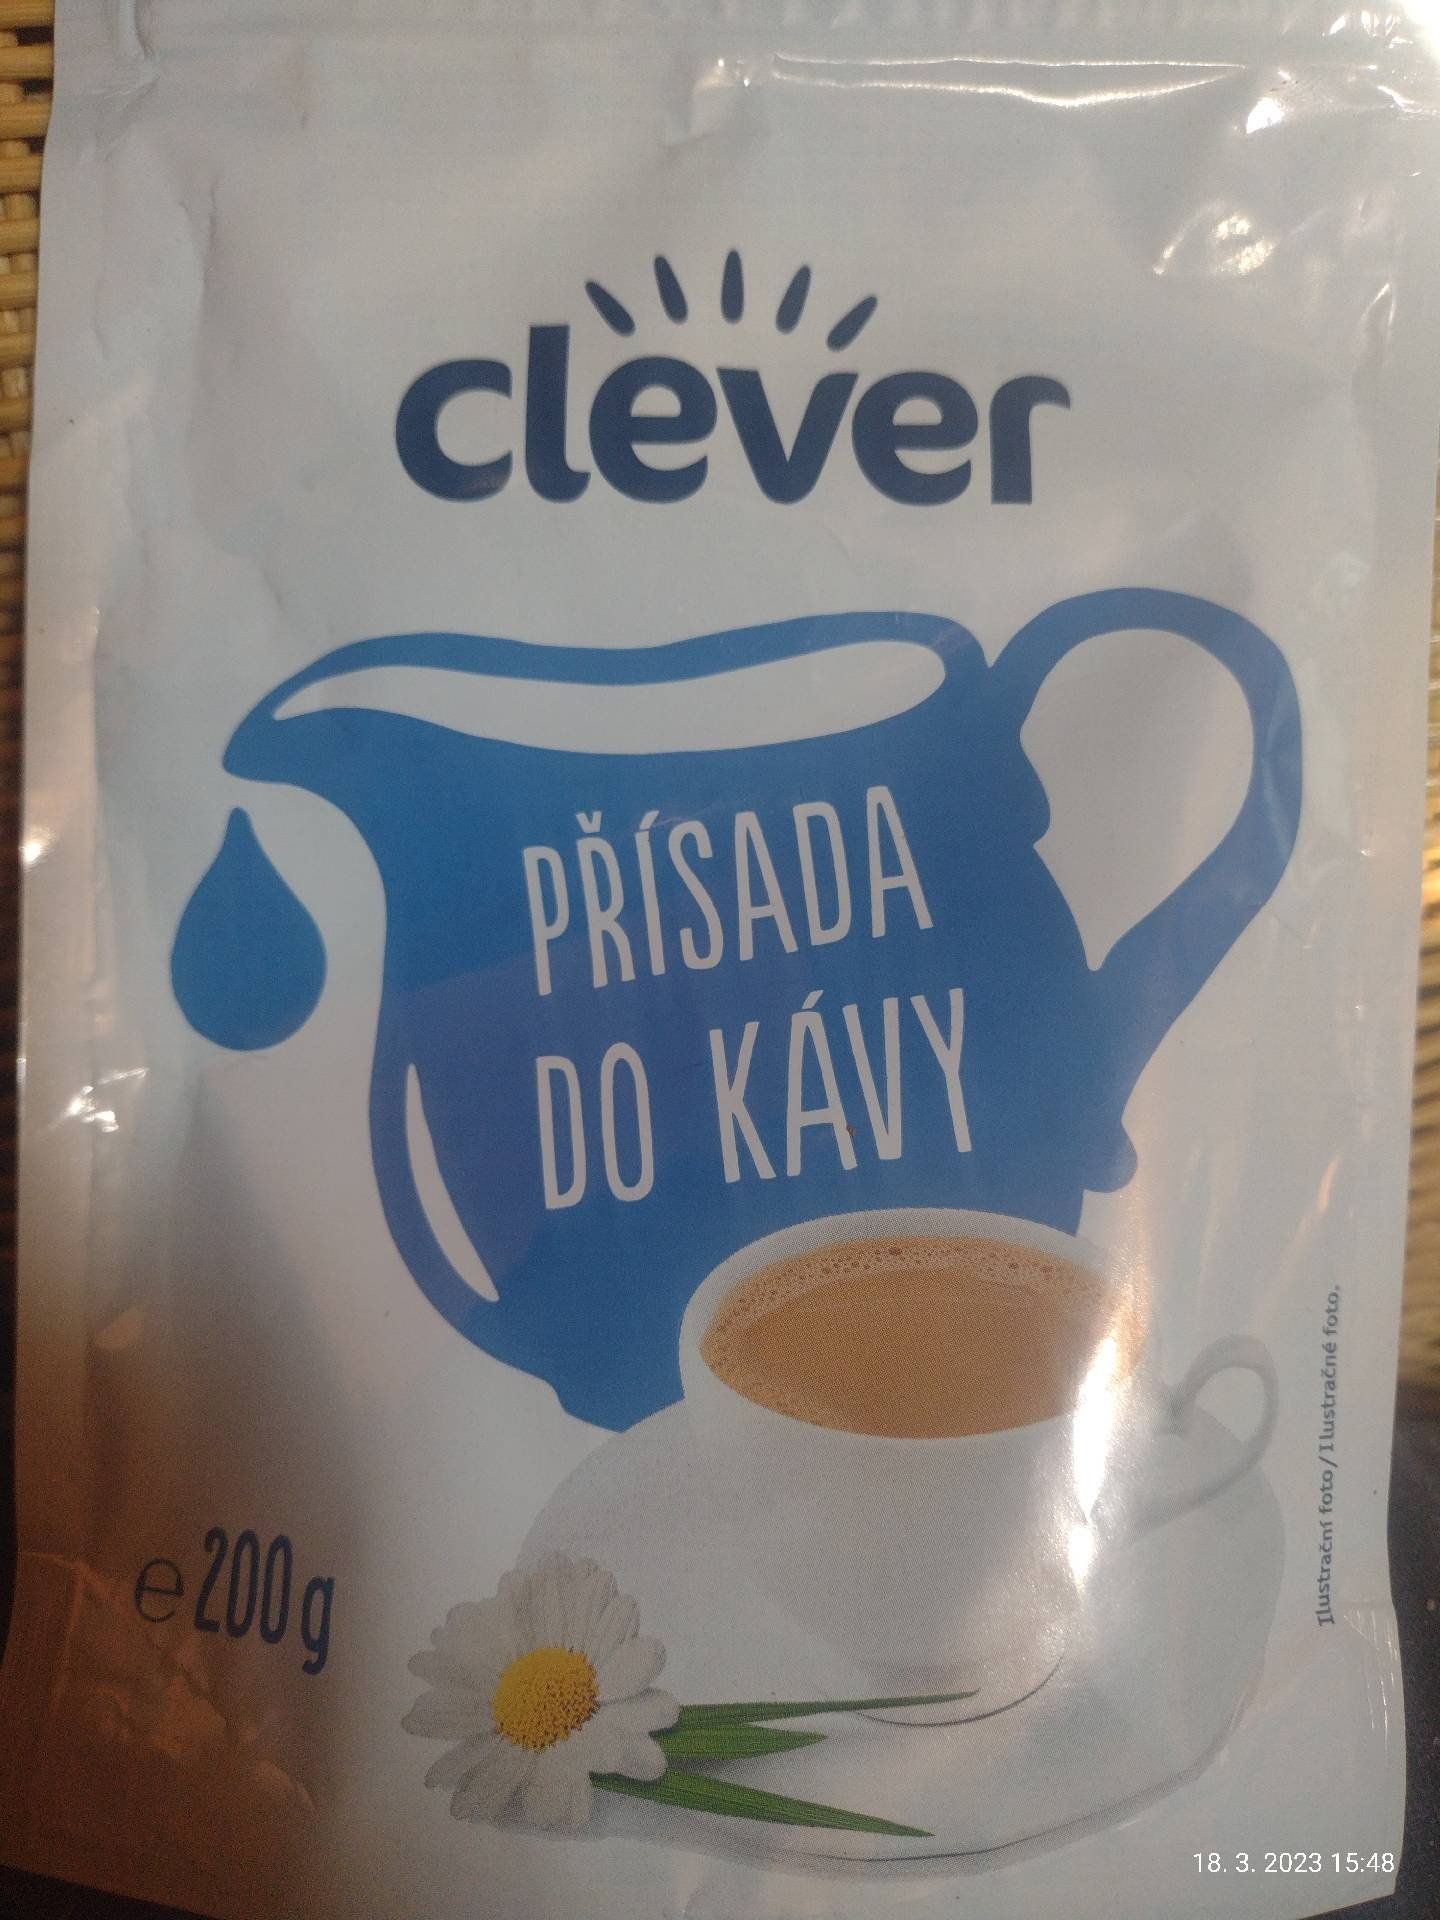 clever
PŘÍSADA
DO KÁVY
℮ 200 g
Ilustrační foto / Ilustračné foto.
18. 3. 2023 15:48